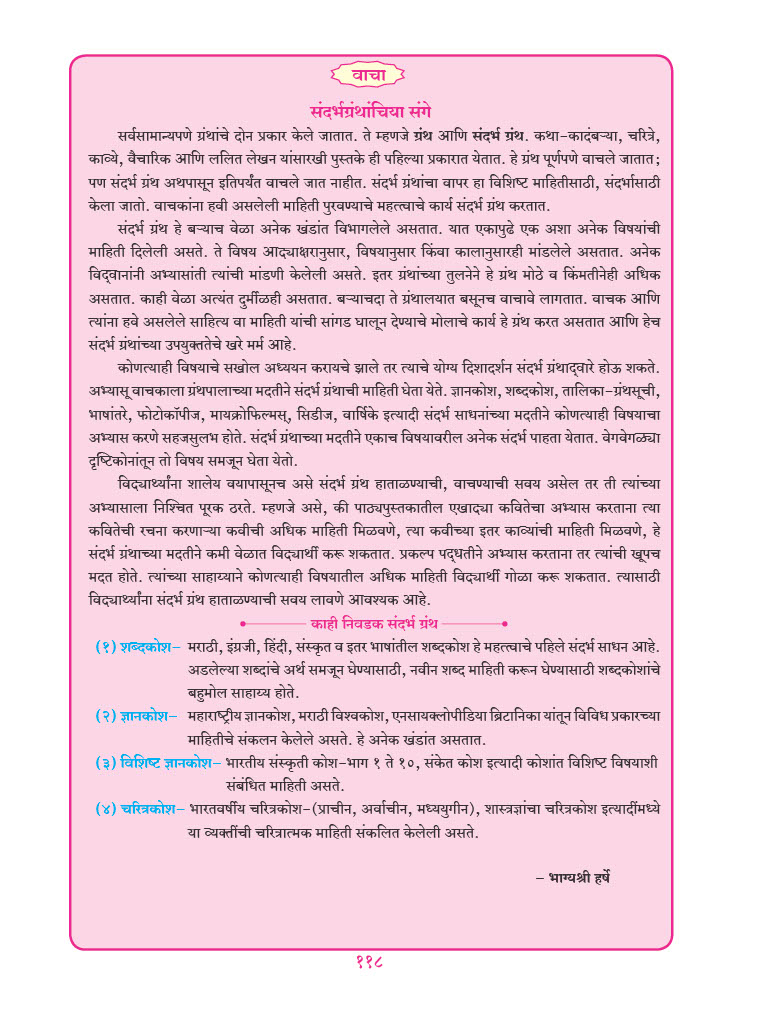 वाचा
संदर्भग्रंथांचिया संगे
सर्वसामान्यपणे ग्रंथांचे दोन प्रकार केले जातात. ते म्हणजे ग्रंथ आणि संदर्भ ग्रंथ. कथा-कादंबऱ्या, चरित्रे,
काव्ये, वैचारिक आणि ललित लेखन यांसारखी पुस्तके ही पहिल्या प्रकारात येतात. हे ग्रंथ पूर्णपणे वाचले जातात;
पण संदर्भ ग्रंथ अथपासून इतिपर्यंत वाचले जात नाहीत. संदर्भ ग्रंथांचा वापर हा विशिष्ट माहितीसाठी, संदर्भासाठी
केला जातो. वाचकांना हवी असलेली माहिती पुरवण्याचे महत्त्वाचे कार्य संदर्भ ग्रंथ करतात.
संदर्भ ग्रंथ हे बऱ्याच वेळा अनेक खंडांत विभागलेले असतात. यात एकापुढे एक अशा अनेक विषयांची
माहिती दिलेली असते. ते विषय आद्याक्षरानुसार, विषयानुसार किंवा कालानुसारही मांडलेले असतात. अनेक
विद्वानांनी अभ्यासांती त्यांची मांडणी केलेली असते. इतर ग्रंथांच्या तुलनेने हे ग्रंथ मोठे व किंमतीनेही अधिक
असतात. काही वेळा अत्यंत दुर्मीळही असतात. बऱ्याचदा ते ग्रंथालयात बसूनच वाचावे लागतात. वाचक आणि
त्यांना हवे असलेले साहित्य वा माहिती यांची सांगड घालून देण्याचे मोलाचे कार्य हे ग्रंथ करत असतात आणि हेच
संदर्भ ग्रंथांच्या उपयुक्ततेचे खरे मर्म आहे.
कोणत्याही विषयाचे सखोल अध्ययन करायचे झाले तर त्याचे योग्य दिशादर्शन संदर्भ ग्रंथाद्वारे होऊ शकते.
अभ्यासू वाचकाला ग्रंथपालाच्या मदतीने संदर्भ ग्रंथाची माहिती घेता येते. ज्ञानकोश, शब्दकोश, तालिका-ग्रंथसूची,
भाषांतरे, फोटोकॉपीज, मायक्रोफिल्मस्, सिडीज, वार्षिके इत्यादी संदर्भ साधनांच्या मदतीने कोणत्याही विषयाचा
अभ्यास करणे सहजसुलभ होते. संदर्भ ग्रंथाच्या मदतीने एकाच विषयावरील अनेक संदर्भ पाहता येतात. वेगवेगळ्या
दृष्टिकोनांतून तो विषय समजून घेता येतो.
विद्यार्थ्यांना शालेय वयापासूनच असे संदर्भ ग्रंथ हाताळण्याची, वाचण्याची सवय असेल तर ती त्यांच्या
अभ्यासाला निश्चित पूरक ठरते. म्हणजे असे, की पाठ्यपुस्तकातील एखाद्या कवितेचा अभ्यास करताना त्या
कवितेची रचना करणाऱ्या कवीची अधिक माहिती मिळवणे, त्या कवीच्या इतर काव्यांची माहिती मिळवणे, हे
संदर्भ ग्रंथाच्या मदतीने कमी वेळात विद्यार्थी करू शकतात. प्रकल्प पद्धतीने अभ्यास करताना तर त्यांची खूपच
मदत होते. त्यांच्या साहाय्याने कोणत्याही विषयातील अधिक माहिती विद्यार्थी गोळा करू शकतात. त्यासाठी
विद्यार्थ्यांना संदर्भ ग्रंथ हाताळण्याची सवय लावणे आवश्यक आहे.
काही निवडक संदर्भ ग्रंथ
(१) शब्दकोश– मराठी, इंग्रजी, हिंदी, संस्कृत व इतर भाषांतील शब्दकोश हे महत्त्वाचे पहिले संदर्भ साधन आहे.
अडलेल्या शब्दांचे अर्थ समजून घेण्यासाठी, नवीन शब्द माहिती करून घेण्यासाठी शब्दकोशांचे
बहुमोल साहाय्य होते.
(२) ज्ञानकोश– महाराष्ट्रीय ज्ञानकोश, मराठी विश्वकोश, एनसायक्लोपीडिया ब्रिटानिका यांतून विविध प्रकारच्या
माहितीचे संकलन केलेले असते. हे अनेक खंडांत असतात.
(३) विशिष्ट ज्ञानकोश– भारतीय संस्कृती कोश-भाग १ ते १०, संकेत कोश इत्यादी कोशांत विशिष्ट विषयाशी
संबंधित माहिती असते.
(४) चरित्रकोश– भारतवर्षीय चरित्रकोश-(प्राचीन, अर्वाचीन, मध्ययुगीन), शास्त्रज्ञांचा चरित्रकोश इत्यादींमध्ये
या व्यक्तींची चरित्रात्मक माहिती संकलित केलेली असते.
– भाग्यश्री हर्षे
११८